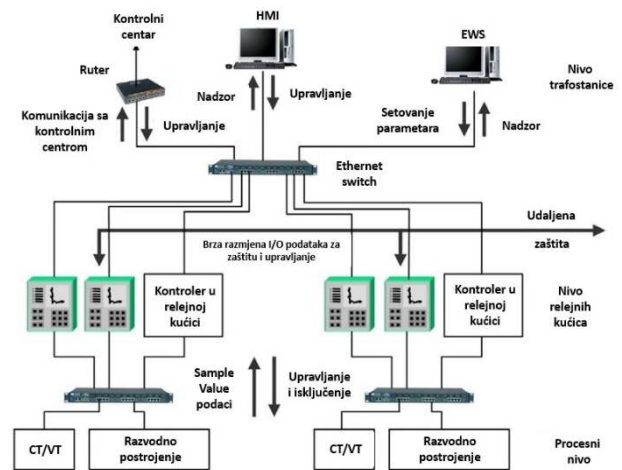 Kontrolni
centar
HMI
EWS
Ruter
Nivo
trafostanice
Nadzor
Upravljanje
Setovanje
parametara
Nadzor
Komunikacija sa
kontrolnim
centrom
Upravljanje
Ethernet
switch
Udaljena
zaštita
Brza razmjena I/O podataka za
zaštitu i upravljanje
Kontroler u
relejnoj
kućici
Kontroler u
relejnoj
kućici
Nivo
relejnih
kućica
Sample
Value
podaci
Upravljanje
i isključenje
CT/VT
Razvodno
postrojenje
CT/VT
Razvodno
postrojenje
Procesni
nivo